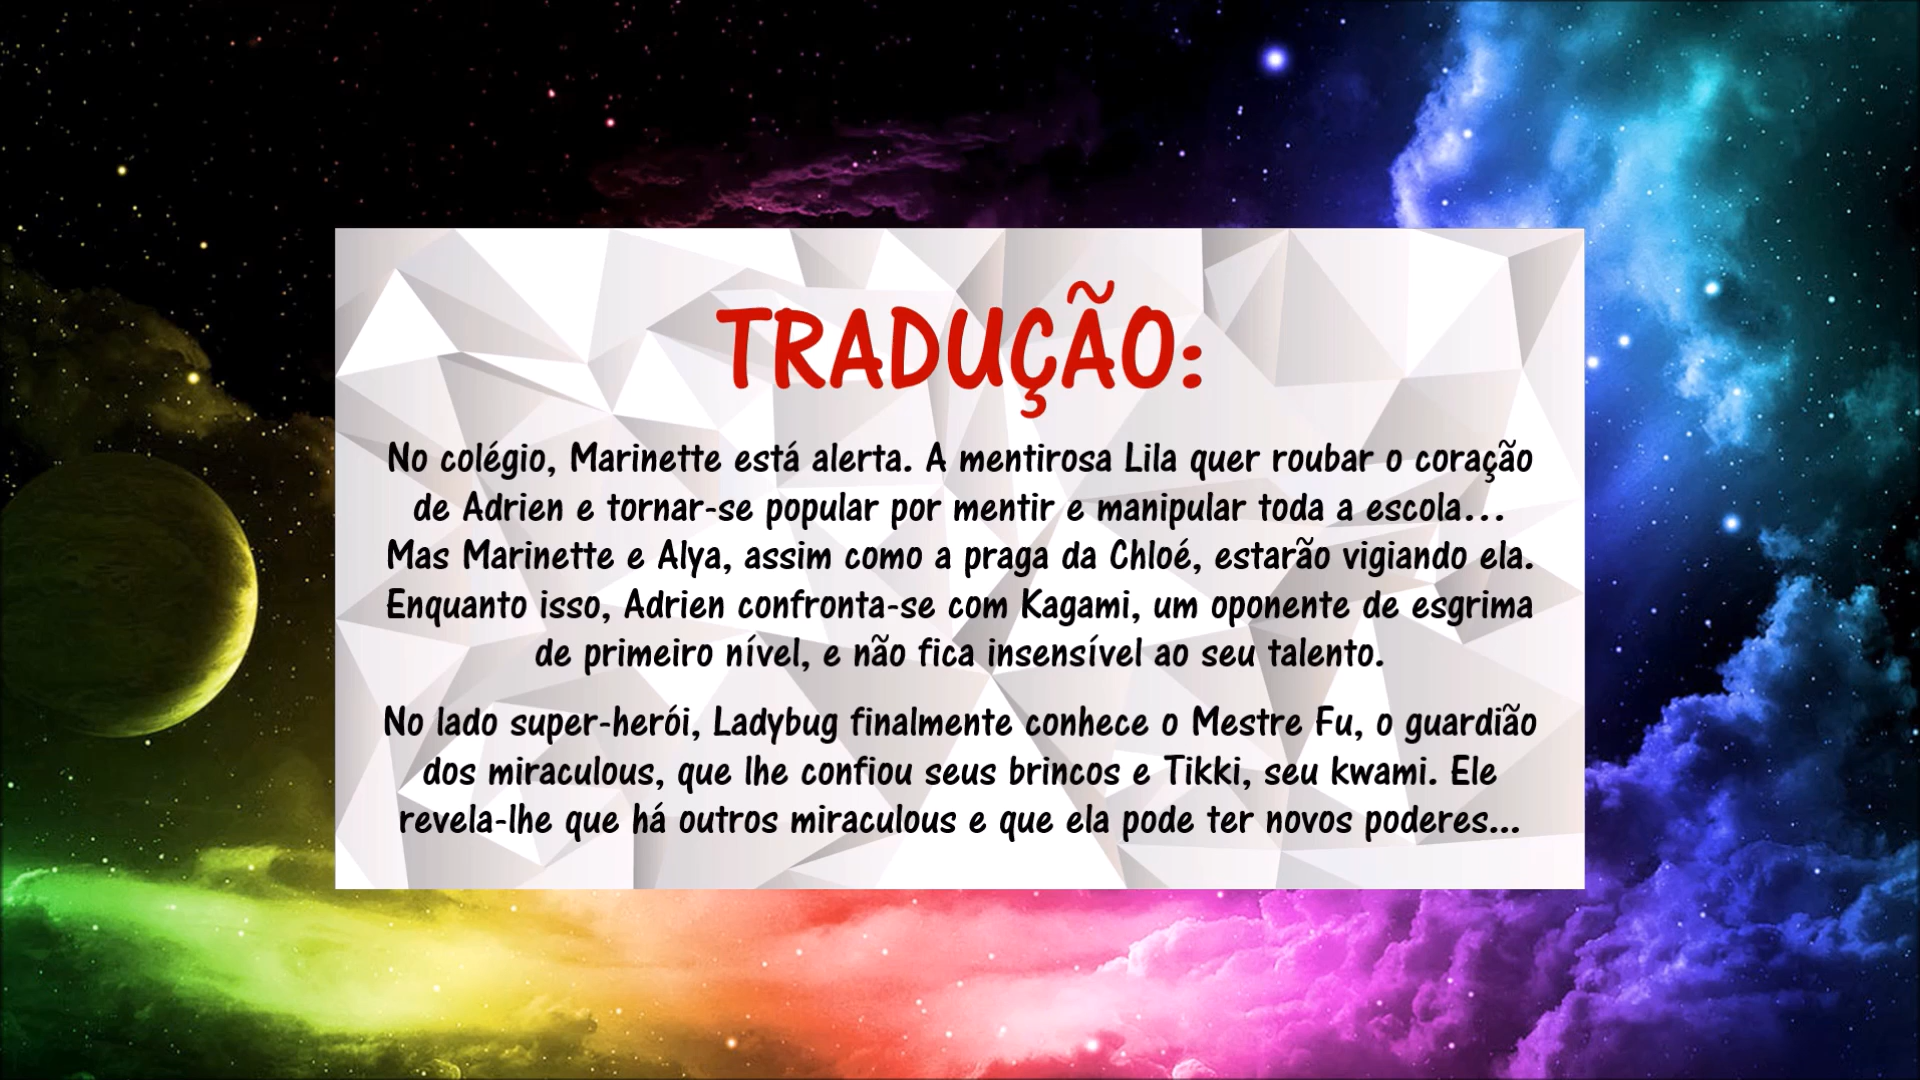 TRADUÇÃO:
No colégio, Marinette está alerta. A mentirosa Lila quer roubar o coração
de Adrien e tornar-se popular por mentir e manipular toda a escola...
Mas Marinette e Alya, assim como a praga da Chloé, estarão vigiando ela.
Enquanto isso, Adrien confronta-se com Kagami, um oponente de esgrima
de primeiro nível, e não fica insensível ao seu talento.
No lado super-herói, Ladybug finalmente conhece o Mestre Fu, o guardião
dos miraculous, que lhe confiou seus brincos e Tikki, seu kwami. Ele
revela-lhe que há outros miraculous e que ela pode ter novos poderes...